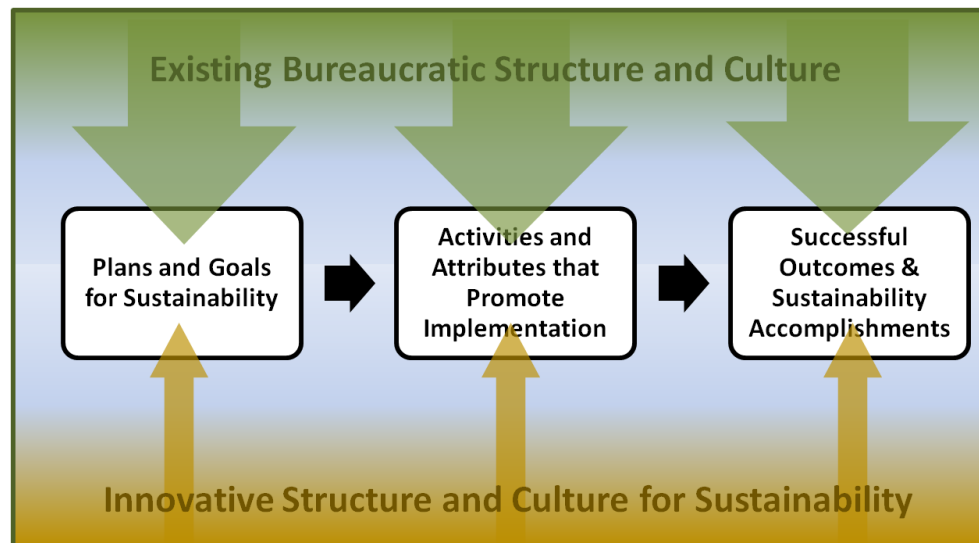 Existing Bureaucratic Structure and Culture
Plans and Goals
for Sustainability
Activities and
Attributes that
Promote
Implementation
Successful
Outcomes &
Sustainability
Accomplishments
Innovative Structure and Culture for Sustainability